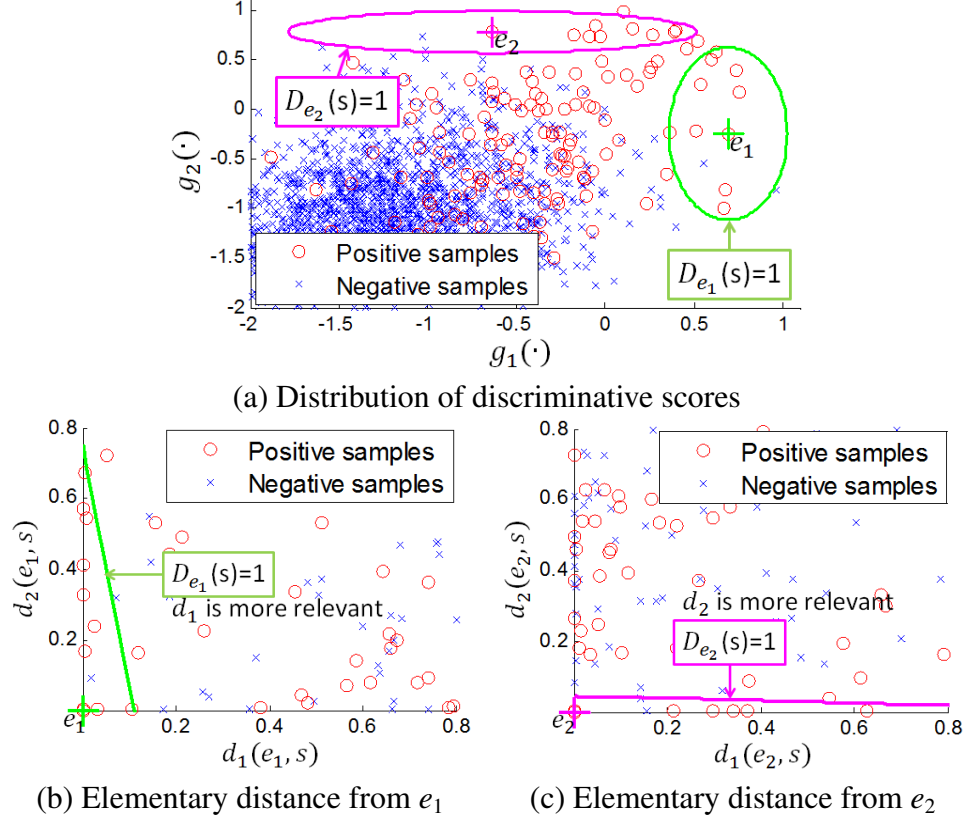 1
0.5
0
-0.5
-1
-1.5
-2
g₂(·)
e₂
D_e₂(s)=1
e₁
D_e₁(s)=1
Positive samples
Negative samples
-2 -1.5 -1 -0.5 0 0.5 1
g₁(·)
(a) Distribution of discriminative scores
0.8
0.6
0.4
0.2
d₂(e₁, s)
Positive samples
Negative samples
D_e₁(s)=1
d₁ is more relevant
e₁
0.2 0.4 0.6 0.8
d₁(e₁, s)
(b) Elementary distance from e₁
0.8
0.6
0.4
0.2
d₂(e₂, s)
Positive samples
Negative samples
d₂ is more relevant
D_e₂(s)=1
e₂
0.2 0.4 0.6 0.8
d₁(e₂, s)
(c) Elementary distance from e₂